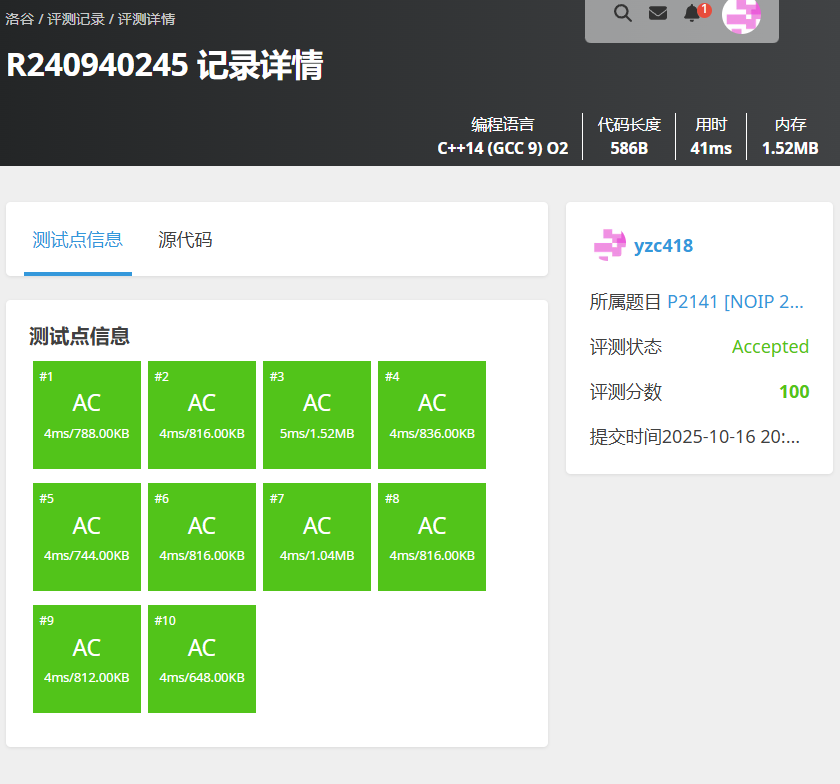 洛谷 / 评测记录 / 评测详情
1
R240940245 记录详情
编程语言
C++14 (GCC 9) O2
代码长度
586B
用时
41ms
内存
1.52MB
测试点信息
源代码
测试点信息
#1
AC
4ms/788.00KB
#2
AC
4ms/816.00KB
#3
AC
5ms/1.52MB
#4
AC
4ms/836.00KB
#5
AC
4ms/744.00KB
#6
AC
4ms/816.00KB
#7
AC
4ms/1.04MB
#8
AC
4ms/816.00KB
#9
AC
4ms/812.00KB
#10
AC
4ms/648.00KB
yzc418
所属题目 P2141 [NOIP 2...
评测状态 Accepted
评测分数 100
提交时间2025-10-16 20:...